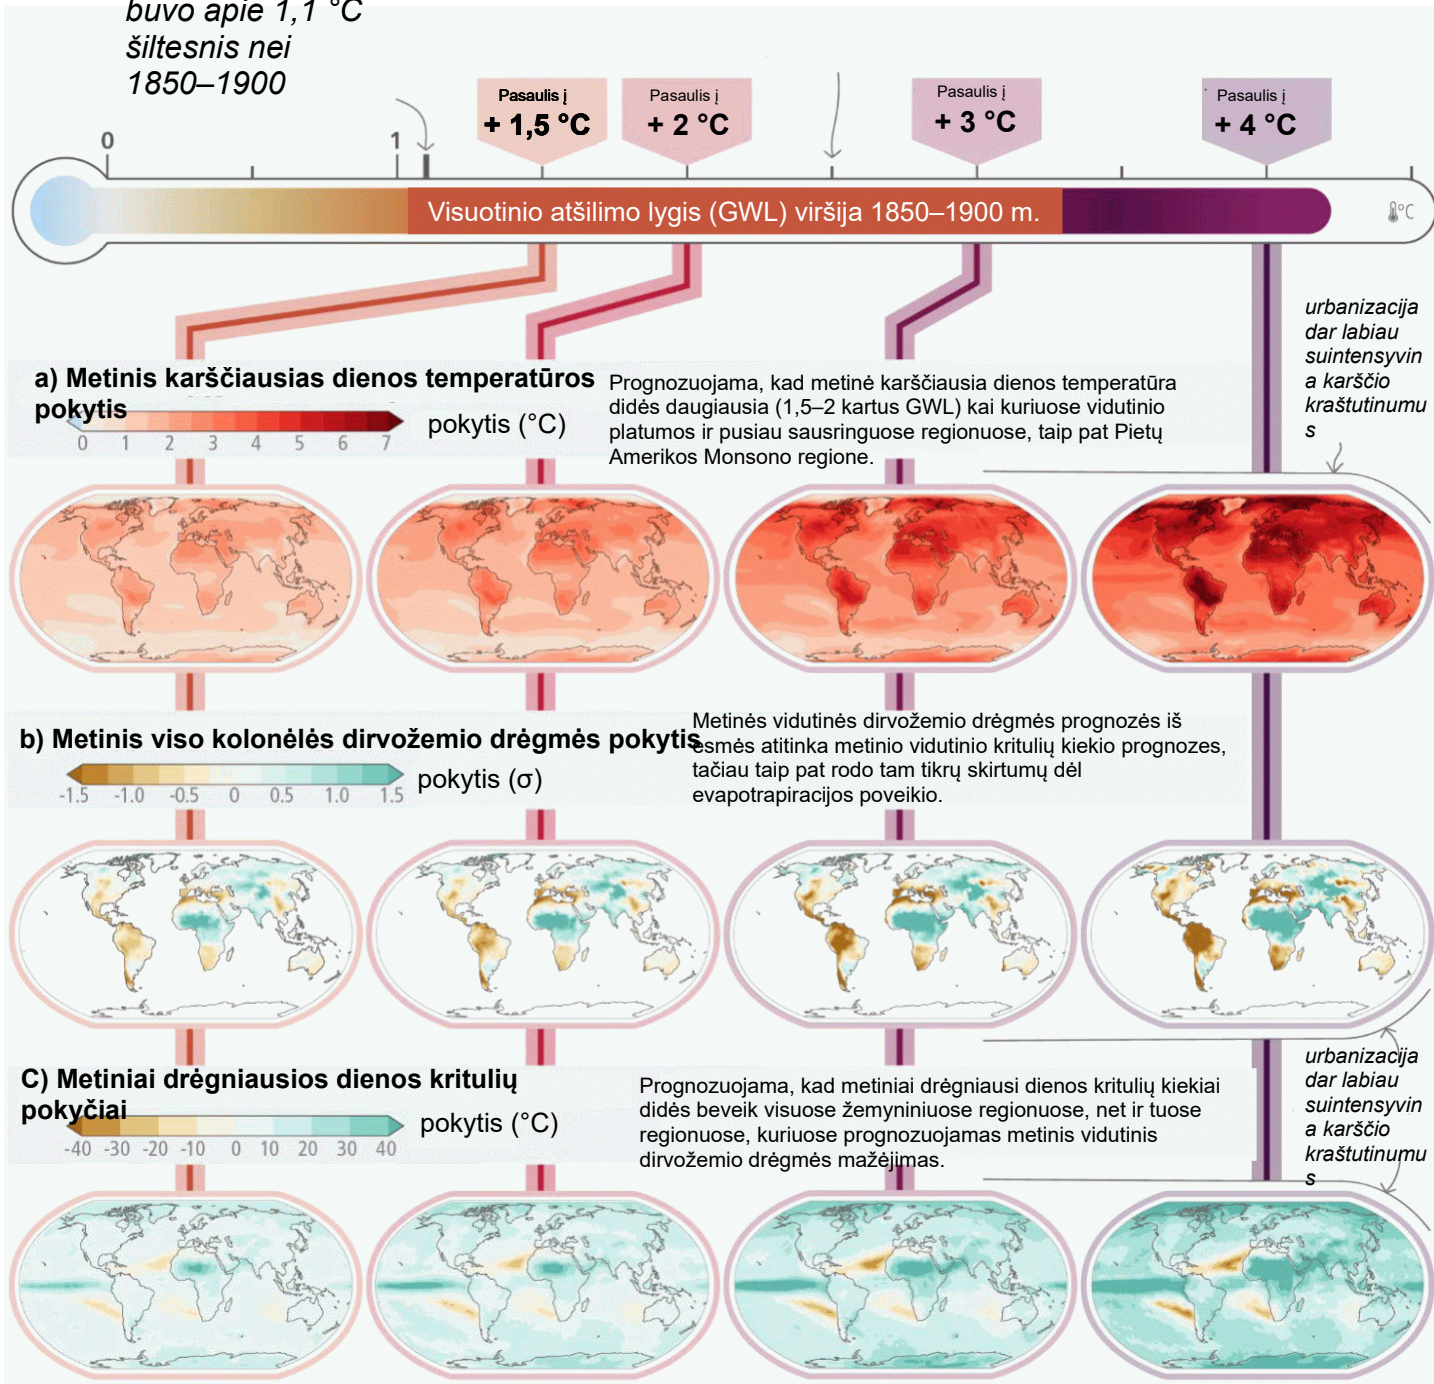 buvo apie 1,1 °C
šiltesnis nei
1850–1900
Pasaulis į
+ 1,5 °C
Pasaulis į
+ 2 °C
Pasaulis į
+ 3 °C
Pasaulis į
+ 4 °C
0
1
Visuotinio atšilimo lygis (GWL) viršija 1850–1900 m.
°C
urbanizacija
dar labiau
suintensyvin
a karščio
kraštutinumu
s
a) Metinis karščiausias dienos temperatūros
pokytis
pokytis (°C)
0 1 2 3 4 5 6 7
Prognozuojama, kad metinė karščiausia dienos temperatūra
didės daugiausia (1,5–2 kartus GWL) kai kuriuose vidutinio
platumos ir pusiau sausringuose regionuose, taip pat Pietų
Amerikos Monsono regione.
b) Metinis viso kolonėlės dirvožemio drėgmės pokytis
pokytis (σ)
-1.5 -1.0 -0.5 0 0.5 1.0 1.5
Metinės vidutinės dirvožemio drėgmės prognozės iš
esmės atitinka metinio vidutinio kritulių kiekio prognozes,
tačiau taip pat rodo tam tikrų skirtumų dėl
evapotrapiracijos poveikio.
C) Metiniai drėgniausios dienos kritulių
pokyčiai
pokytis (°C)
-40 -30 -20 -10 0 10 20 30 40
Prognozuojama, kad metiniai drėgniausi dienos kritulių kiekiai
didės beveik visuose žemyniniuose regionuose, net ir tuose
regionuose, kuriuose prognozuojamas metinis vidutinis
dirvožemio drėgmės mažėjimas.
urbanizacija
dar labiau
suintensyvin
a karščio
kraštutinumu
s